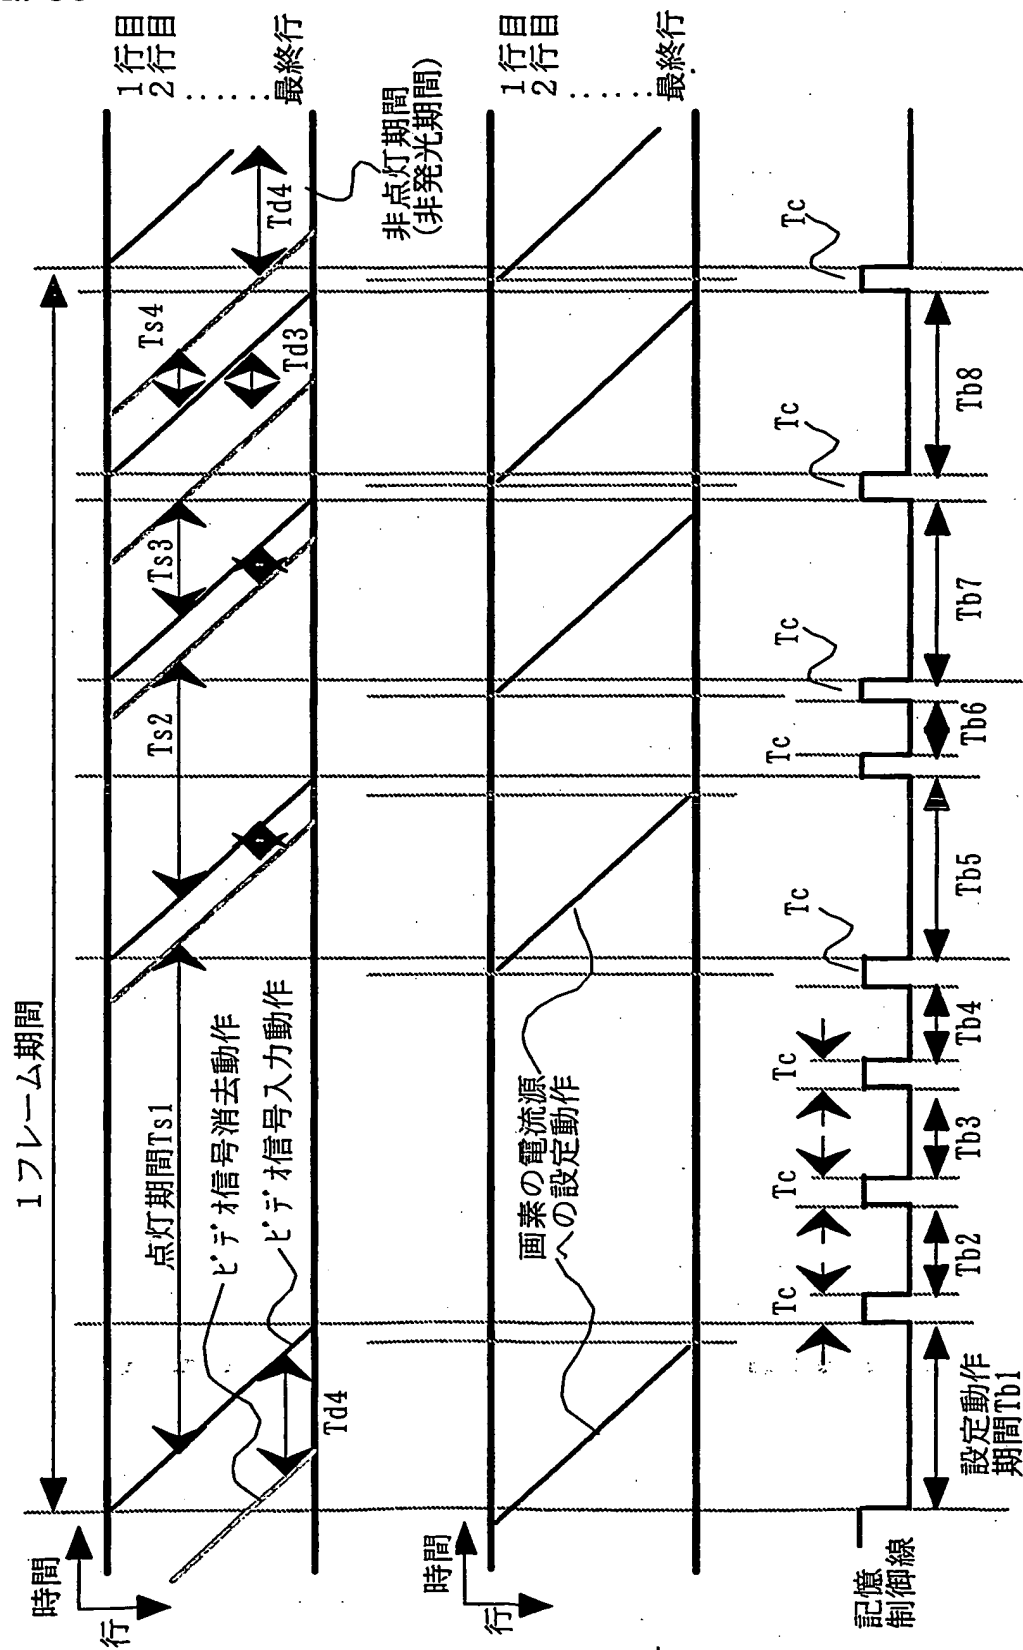 1フレーム期間
時間
行
1行目
2行目
......
最終行
点灯期間Ts1
Ts2
Ts3
Ts4
Td3
Td4
Td4
ビデオ信号消去動作
ビデオ信号入力動作
非点灯期間
(非発光期間)
時間
行
1行目
2行目
......
最終行
画素の電流源
への設定動作
記憶
制御線
Tc
Tc
Tc
Tc
Tc
Tc
Tc
Tc
設定動作
期間Tb1
Tb2
Tb3
Tb4
Tb5
Tb6
Tb7
Tb8